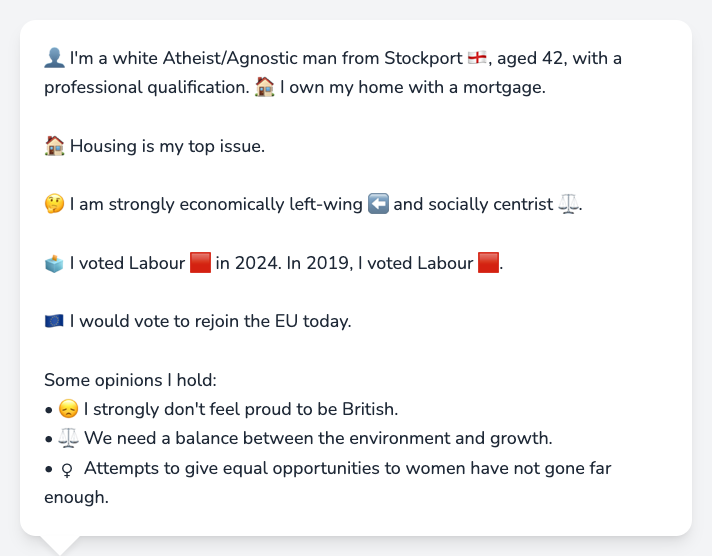 👤 I'm a white Atheist/Agnostic man from Stockport 🏴󠁧󠁢󠁥󠁮󠁧󠁿, aged 42, with a
professional qualification. 🏠 I own my home with a mortgage.
🏠 Housing is my top issue.
🤔 I am strongly economically left-wing ⬅️ and socially centrist ⚖️.
🗳️ I voted Labour 🟥 in 2024. In 2019, I voted Labour 🟥.
🇪🇺 I would vote to rejoin the EU today.
Some opinions I hold:
• 😞 I strongly don't feel proud to be British.
• ⚖️ We need a balance between the environment and growth.
• ♀ Attempts to give equal opportunities to women have not gone far
enough.